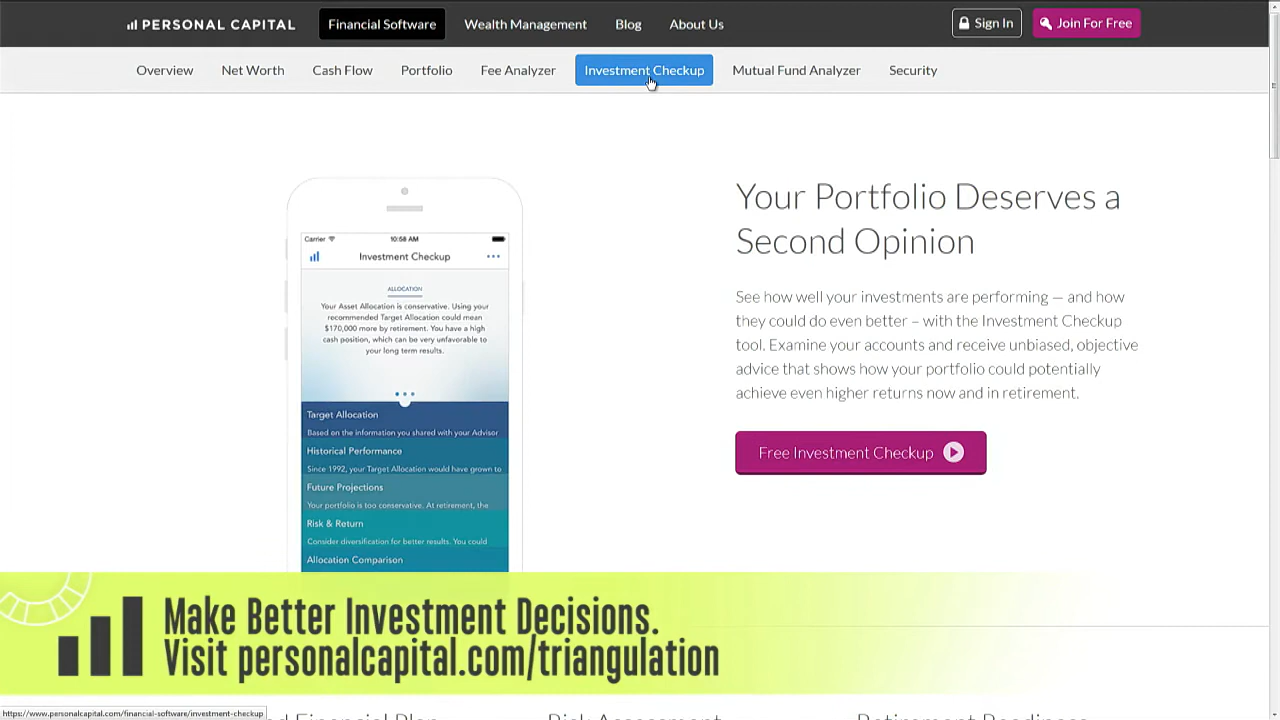 PERSONAL CAPITAL
Financial Software
Wealth Management
Blog
About Us
Sign In
Join For Free
Overview
Net Worth
Cash Flow
Portfolio
Fee Analyzer
Investment Checkup
Mutual Fund Analyzer
Security
Carrier
10:58 AM
Investment Checkup
ALLOCATION
Your Asset Allocation is conservative. Using your
recommended Target Allocation could mean
$170,000 more by retirement. You have a high
cash position, which can be very unfavorable to
your long term results.
Target Allocation
Based on the information you shared with your Advisor
Historical Performance
Since 1992, your Target Allocation would have grown to
Future Projections
Your portfolio is too conservative. At retirement, the
Risk & Return
Consider diversification for better results. You could
Allocation Comparison
Your Portfolio Deserves a
Second Opinion
See how well your investments are performing — and how
they could do even better – with the Investment Checkup
tool. Examine your accounts and receive unbiased, objective
advice that shows how your portfolio could potentially
achieve even higher returns now and in retirement.
Free Investment Checkup
Make Better Investment Decisions.
Visit personalcapital.com/triangulation
https://www.personalcapital.com/financial-software/investment-checkup
Financial Plan
Risk Assessment
Retirement Readiness